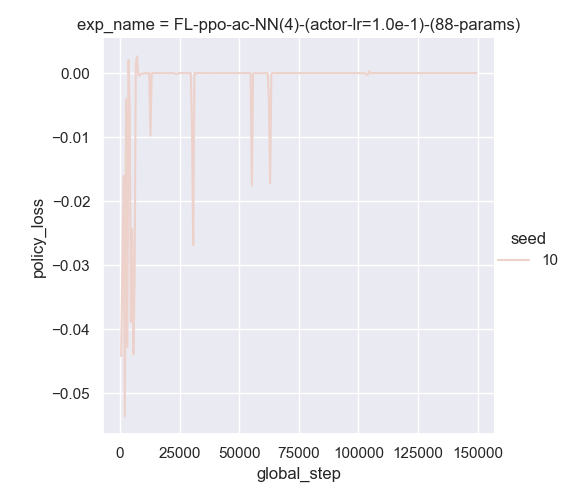 exp_name = FL-ppo-ac-NN(4)-(actor-lr=1.0e-1)-(88-params)
0.00
−0.01
−0.02
−0.03
−0.04
−0.05
policy_loss
0 25000 50000 75000 100000 125000 150000
global_step
seed
10